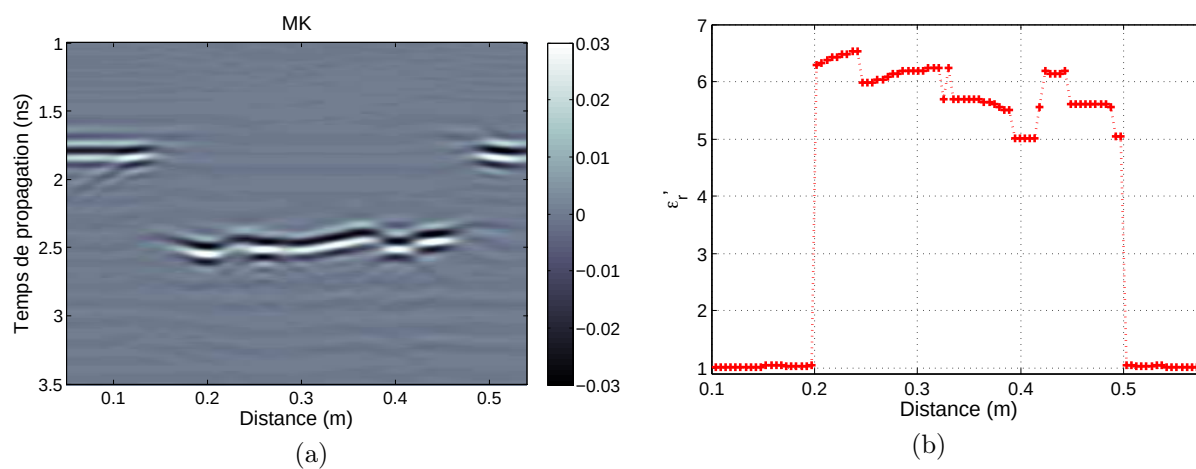 MK
1
1.5
2
2.5
3
3.5
Temps de propagation (ns)
0.1 0.2 0.3 0.4 0.5
Distance (m)
0.03
0.02
0.01
0
−0.01
−0.02
−0.03
(a)
7
6
5
4
3
2
1
εr’
0.1 0.2 0.3 0.4 0.5
Distance (m)
(b)